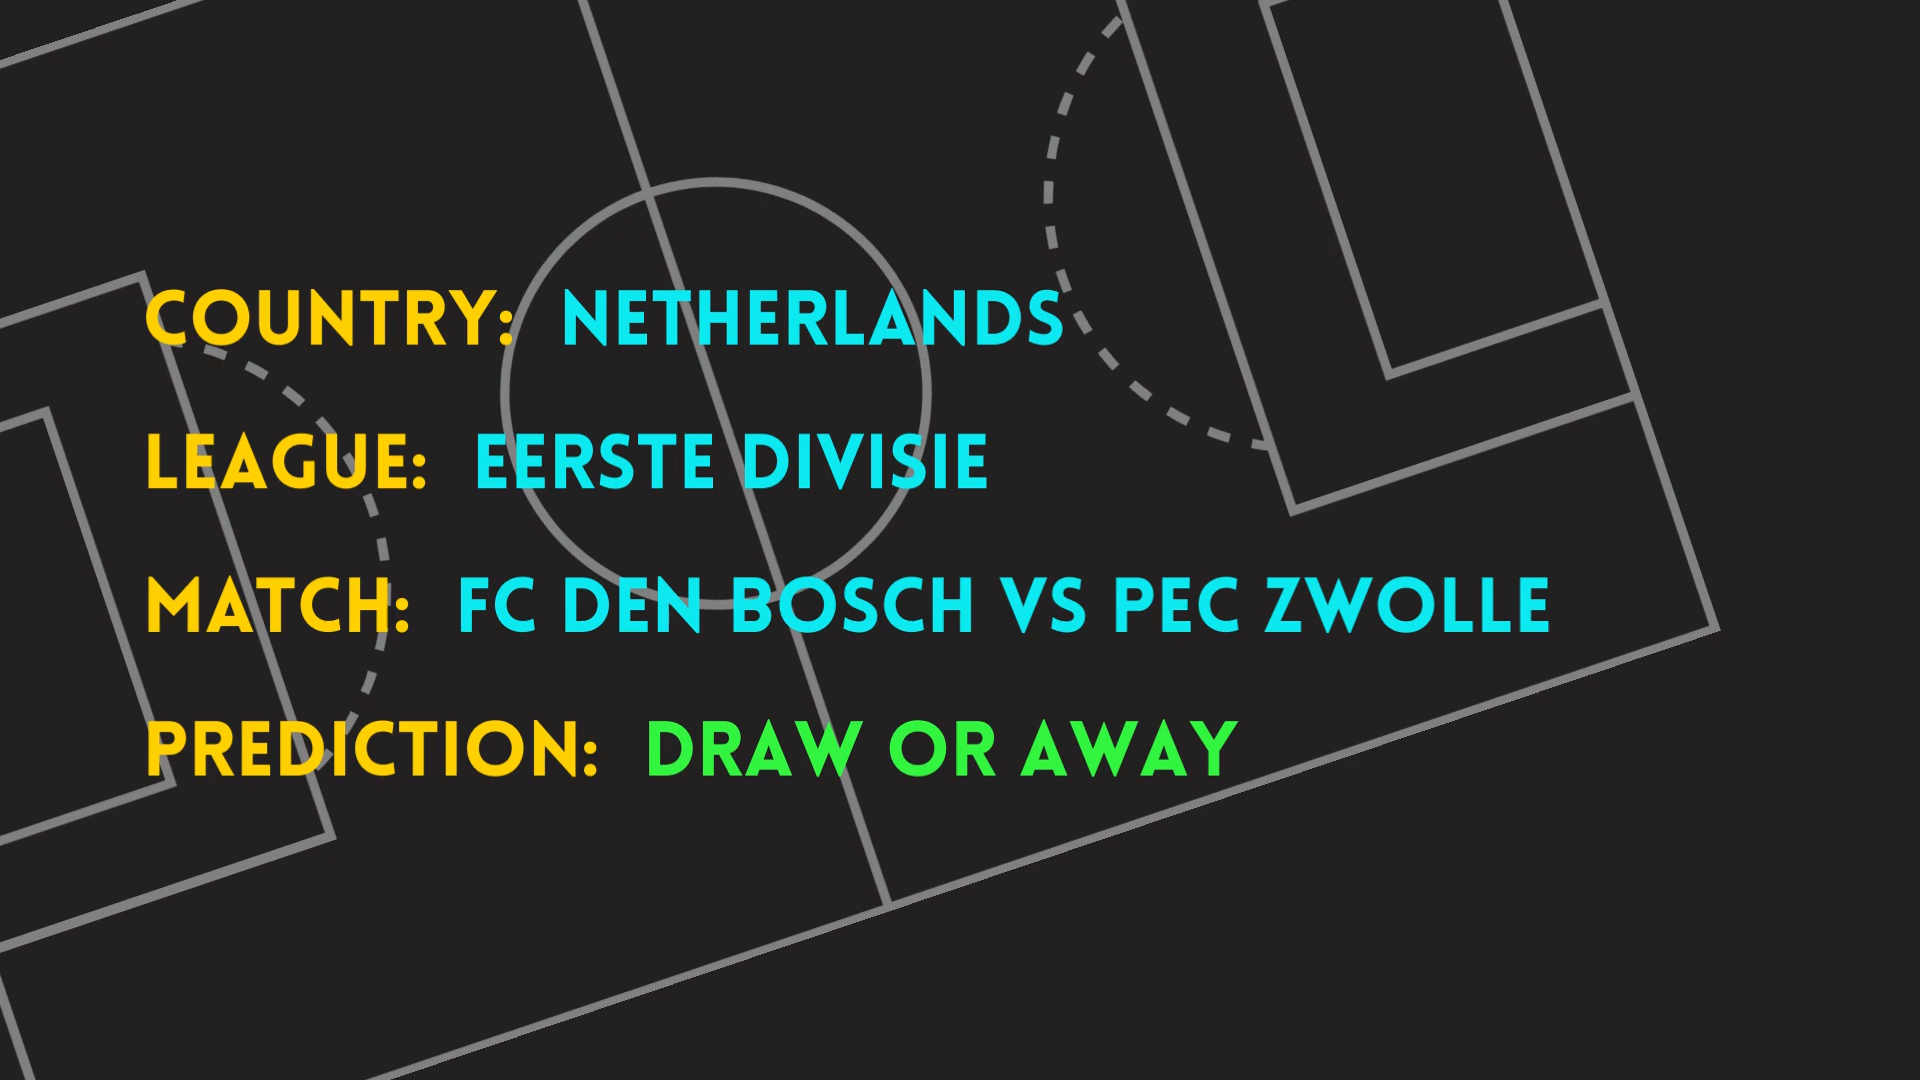 COUNTRY: NETHERLANDS
LEAGUE: EERSTE DIVISIE
MATCH: FC DEN BOSCH VS PEC ZWOLLE
PREDICTION: DRAW OR AWAY